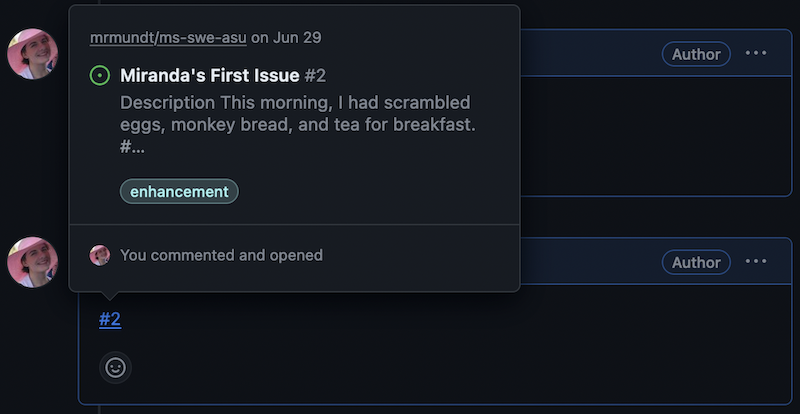 mrmundt/ms-swe-asu on Jun 29
Author
Miranda's First Issue #2
Description This morning, I had scrambled
eggs, monkey bread, and tea for breakfast.
#...
enhancement
You commented and opened
Author
#2